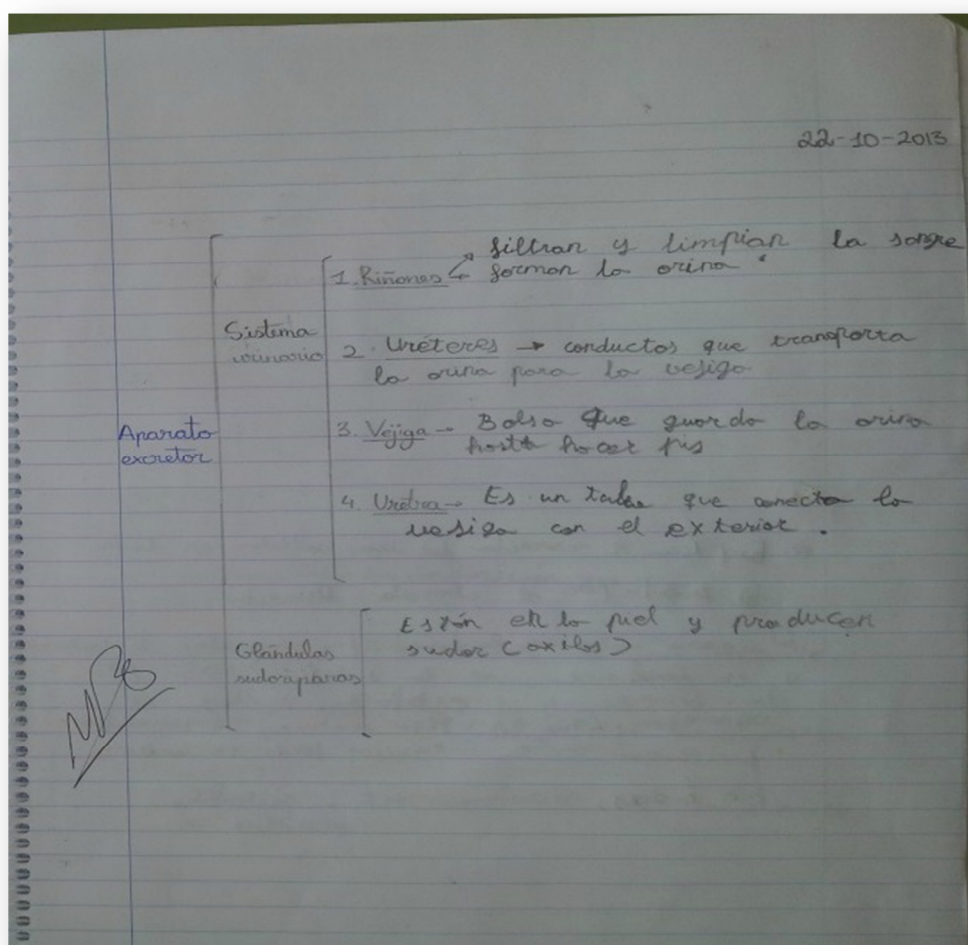 22-10-2013
Aparato
excretor
Sistema
urinario
1. Riñones
filtran y limpian la sangre
forman la orina
2. Uréteres → conductos que transporta
la orina para la vesiga
3. Vejiga → Bolsa que guarda la orina
hasta hacer pis
4. Uretra → Es un tubo que conecta la
vesiga con el exterior.
Glándulas
sudoríparas
Están en la piel y producen
sudor (axilas)